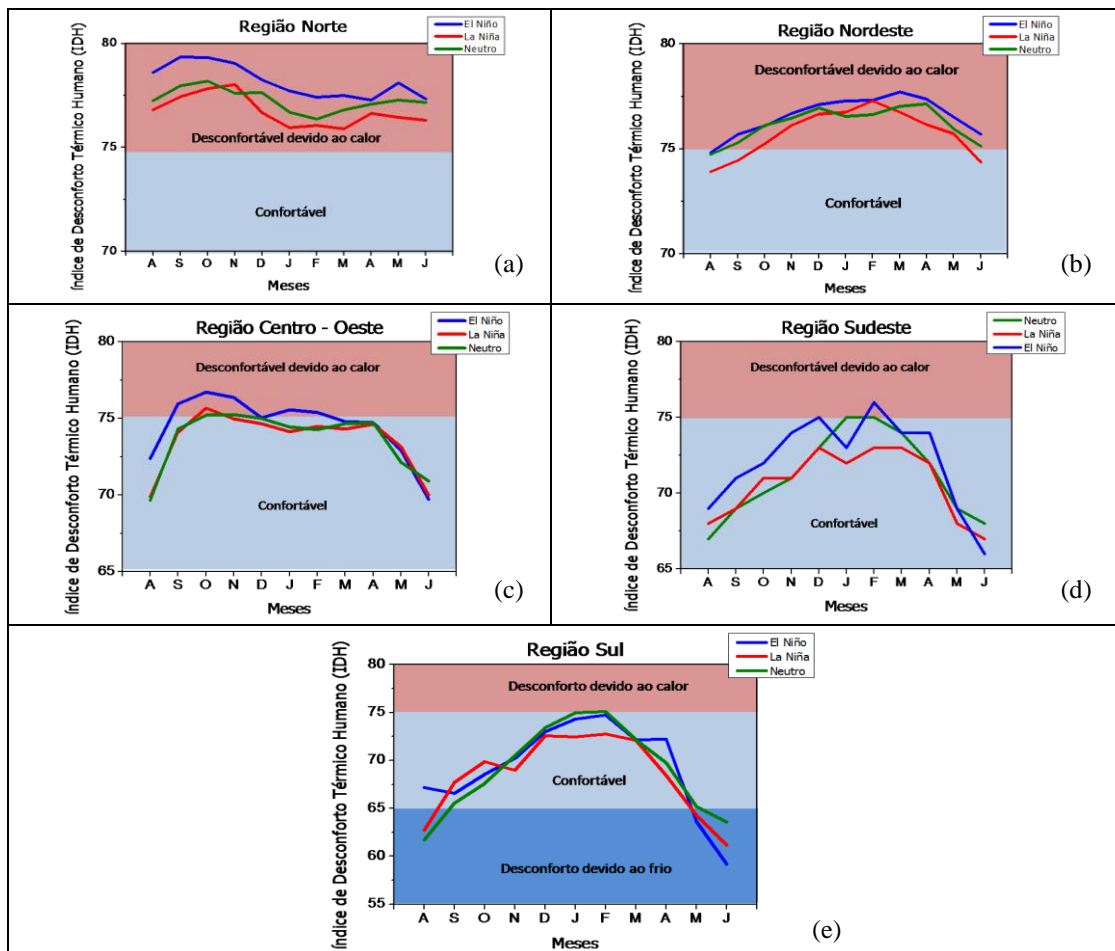 Região Norte
El Niño
La Niña
Neutro
Índice de Desconforto Térmico Humano (IDH)
80
75
70
Desconfortável devido ao calor
Confortável
A S O N D J F M A M J
Meses
(a)
Região Nordeste
El Niño
La Niña
Neutro
Índice de Desconforto Térmico Humano (IDH)
80
75
70
Desconfortável devido ao calor
Confortável
A S O N D J F M A M J
Meses
(b)
Região Centro - Oeste
El Niño
La Niña
Neutro
Índice de Desconforto Térmico Humano (IDH)
80
75
70
65
Desconfortável devido ao calor
Confortável
A S O N D J F M A M J
Meses
(c)
Região Sudeste
Neutro
La Niña
El Niño
Índice de Desconforto Térmico Humano (IDH)
80
75
70
65
Desconfortável devido ao calor
Confortável
A S O N D J F M A M J
Meses
(d)
Região Sul
El Niño
La Niña
Neutro
Índice de Desconforto Térmico Humano (IDH)
80
75
70
65
60
55
Desconforto devido ao calor
Confortável
Desconforto devido ao frio
A S O N D J F M A M J
Meses
(e)